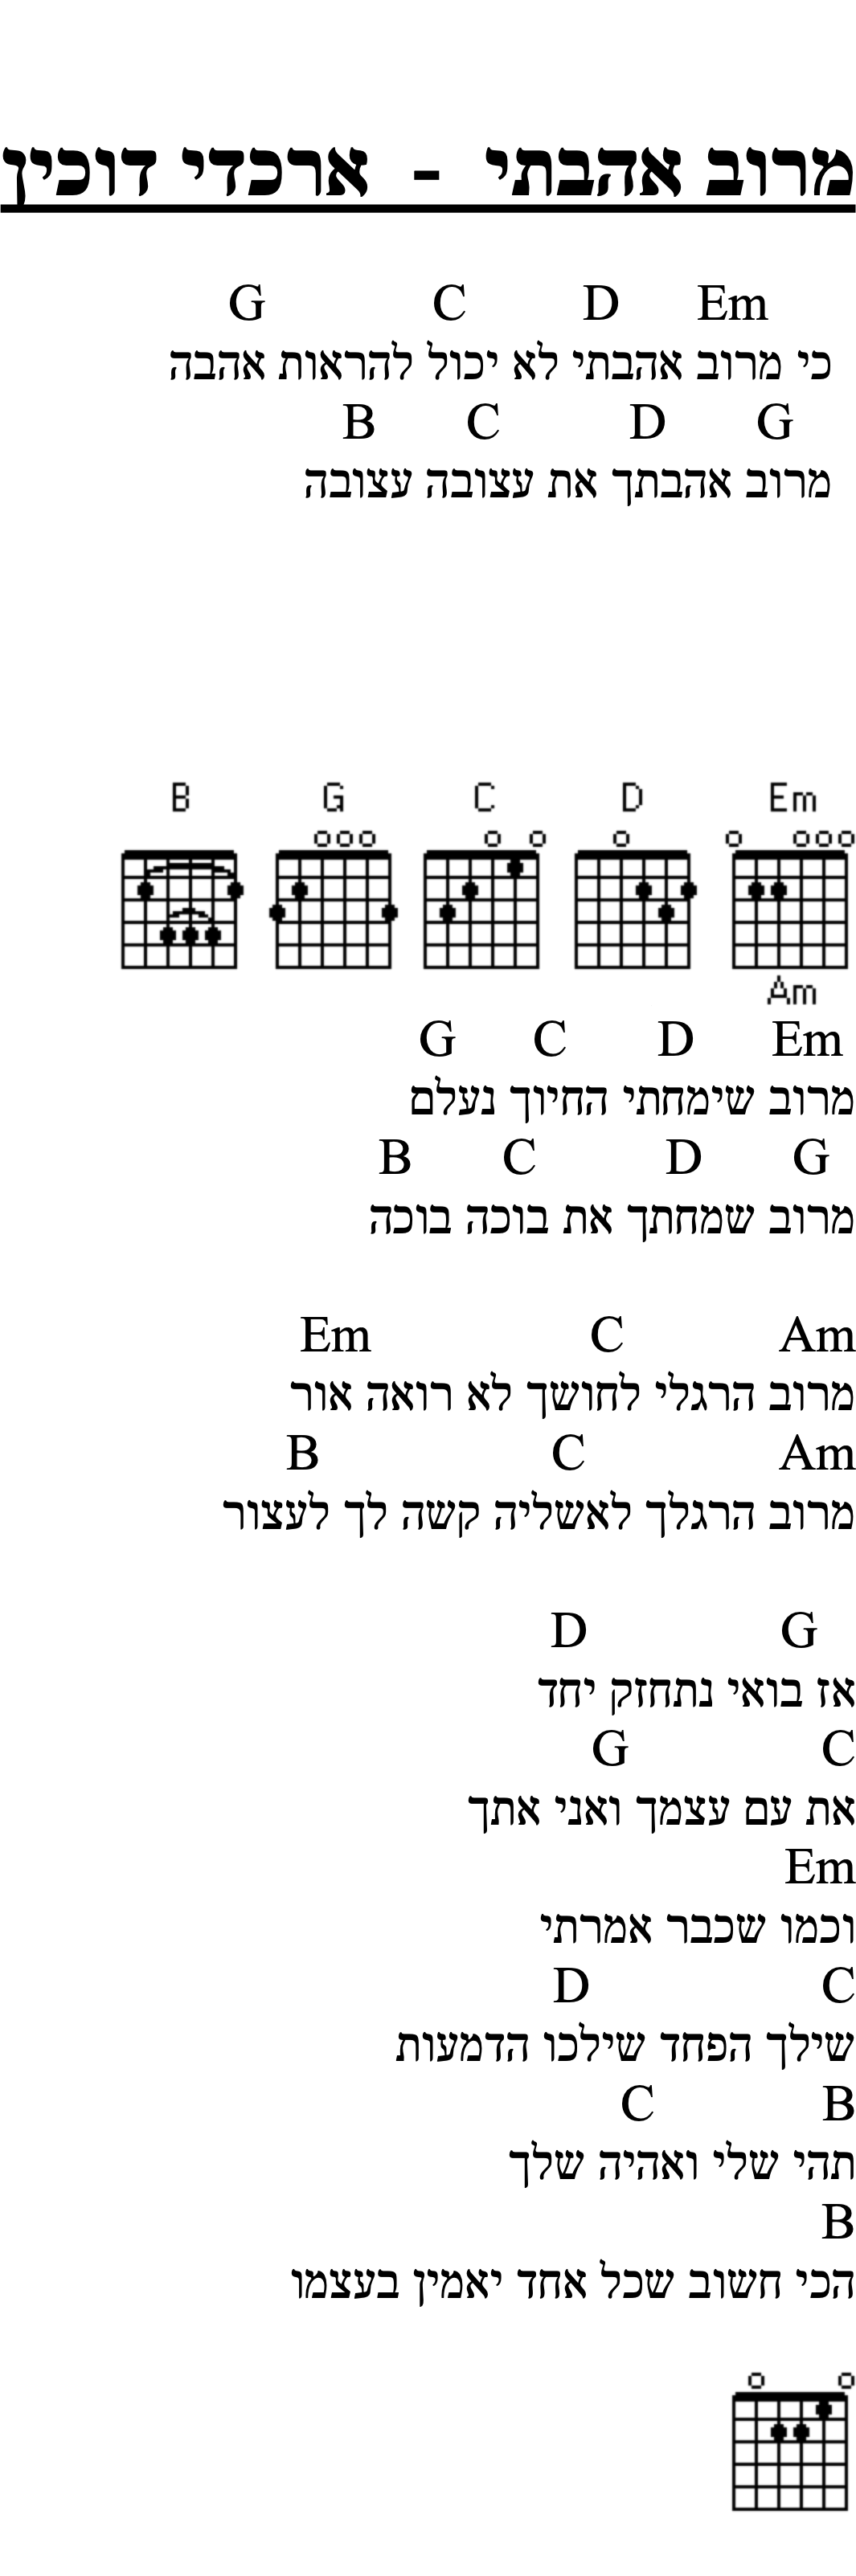 מרוב אהבתי - ארכדי דוכין
G C D Em
כי מרוב אהבתי לא יכול להראות אהבה
B C D G
מרוב אהבתך את עצובה עצובה
B G C D Em
Am
G C D Em
מרוב שימחתי החיוך נעלם
B C D G
מרוב שמחתך את בוכה בוכה
Em C Am
מרוב הרגלי לחושך לא רואה אור
B C Am
מרוב הרגלך לאשליה קשה לך לעצור
D G
אז בואי נתחזק יחד
G C
את עם עצמך ואני אתך
Em
וכמו שכבר אמרתי
D C
שילך הפחד שילכו הדמעות
C B
תהי שלי ואהיה שלך
B
הכי חשוב שכל אחד יאמין בעצמו